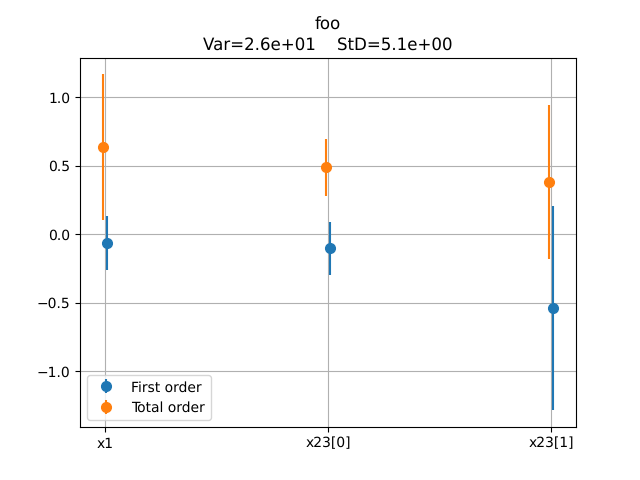 foo
Var=2.6e+01    StD=5.1e+00
1.0
0.5
0.0
−0.5
−1.0
First order
Total order
x1
x23[0]
x23[1]